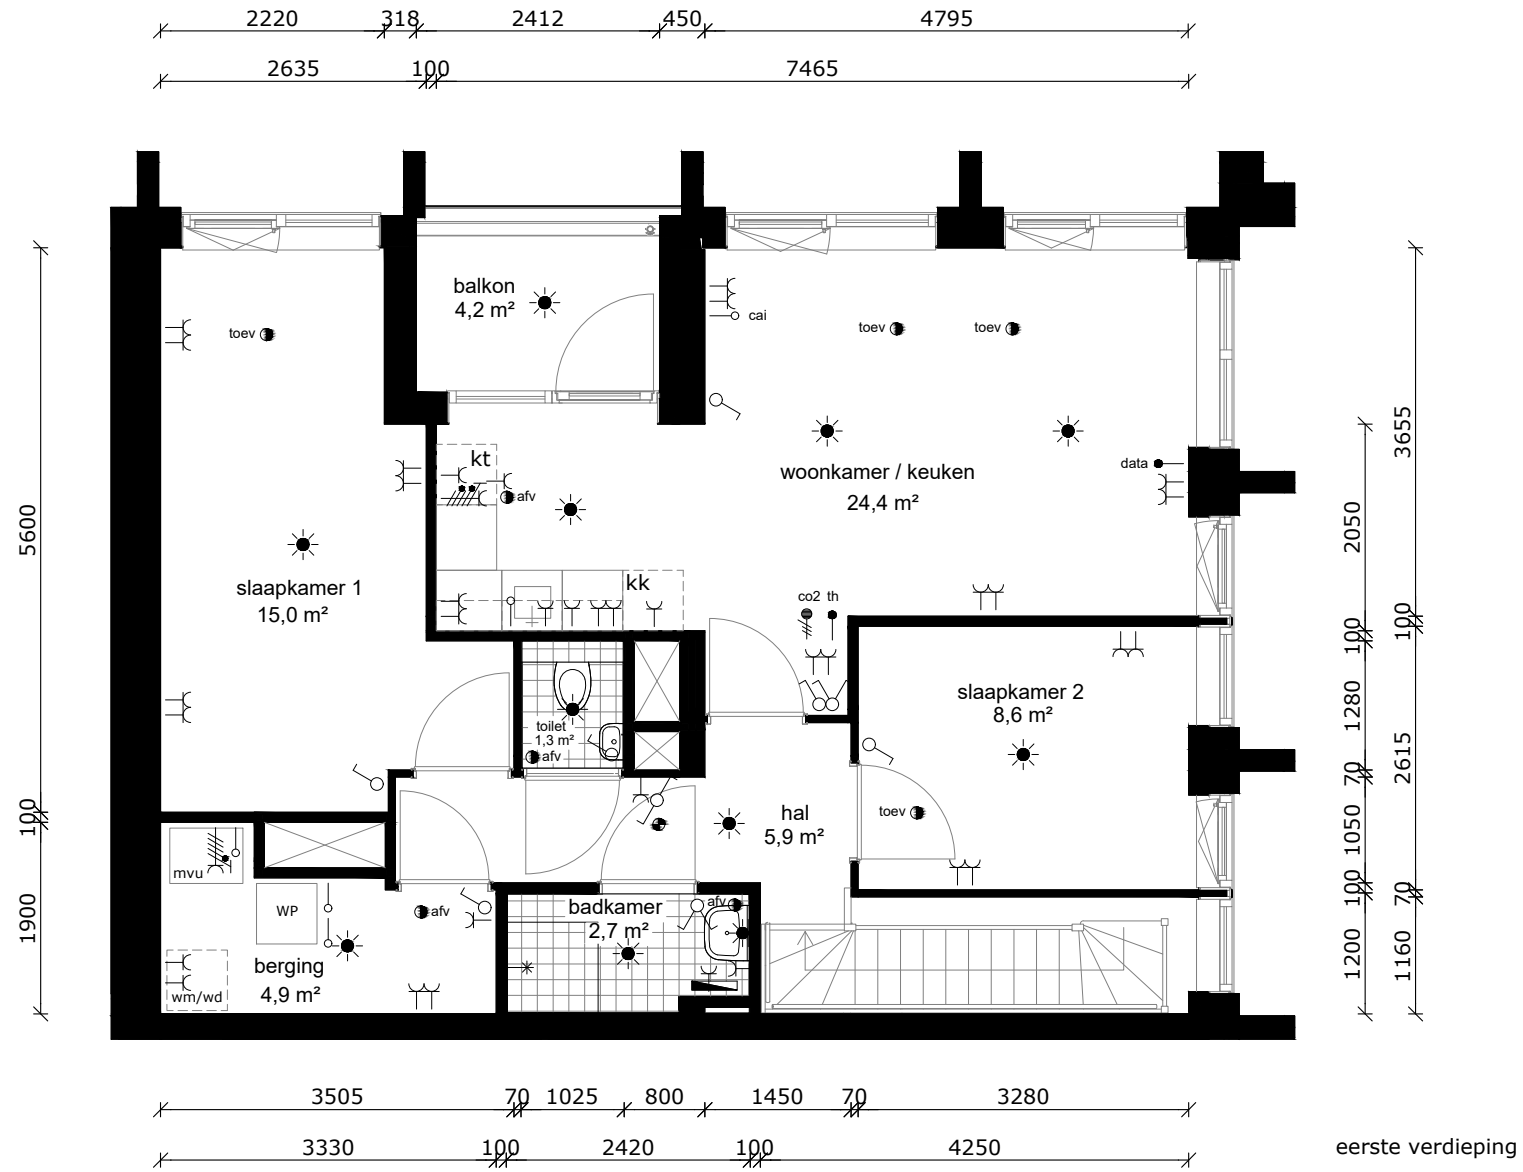 2220 318 2412 450 4795
2635 100 7465
balkon
4,2 m²
toev
cai
toev
toev
kt
afv
woonkamer / keuken
24,4 m²
data
3655
2050
5600
slaapkamer 1
15,0 m²
kk
co2 th
100
100
slaapkamer 2
8,6 m²
1280
toilet
1,3 m²
afv
2615
70
hal
5,9 m²
toev
100
1050
mvu
100
70
WP
afv
badkamer
2,7 m²
afv
1900
berging
4,9 m²
wm/wd
1200
1160
3505 70 1025 800 1450 70 3280
3330 100 2420 100 4250
eerste verdieping